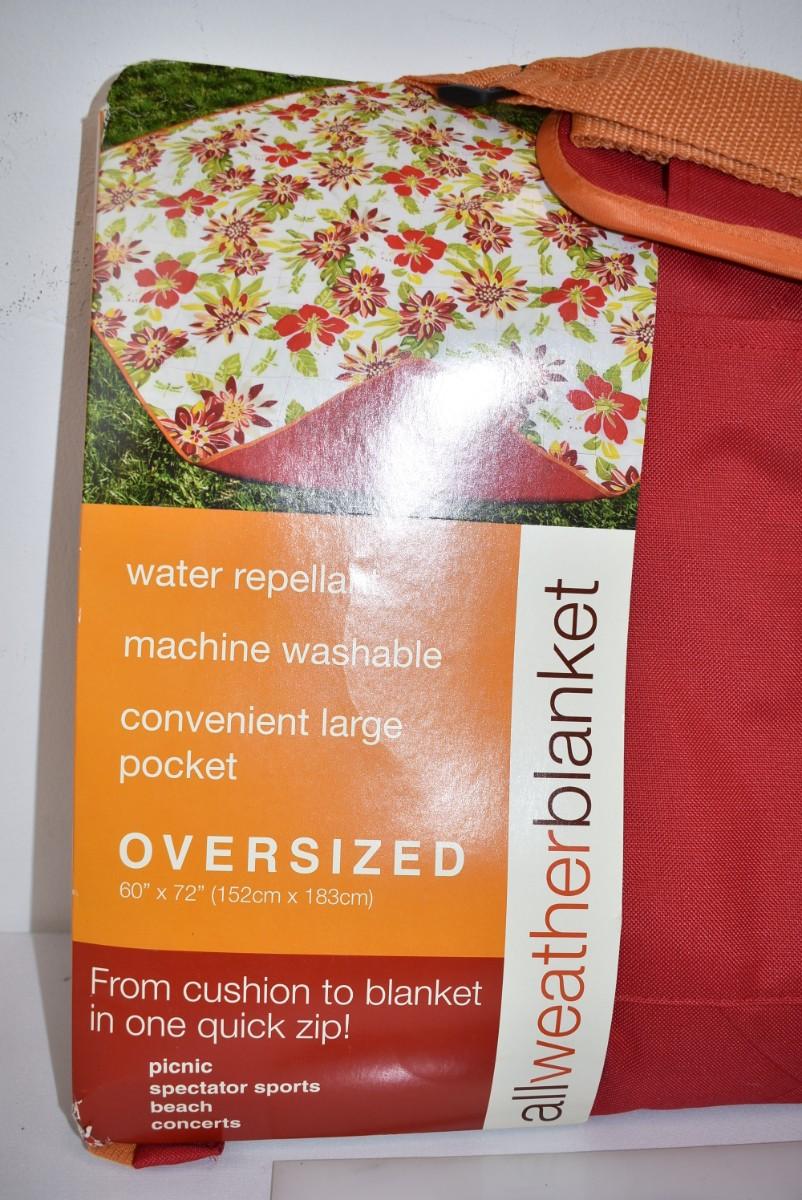 water repellant
machine washable
convenient large
pocket
OVERSIZED
60” x 72” (152cm x 183cm)
From cushion to blanket
in one quick zip!
picnic
spectator sports
beach
concerts
allweatherblanket